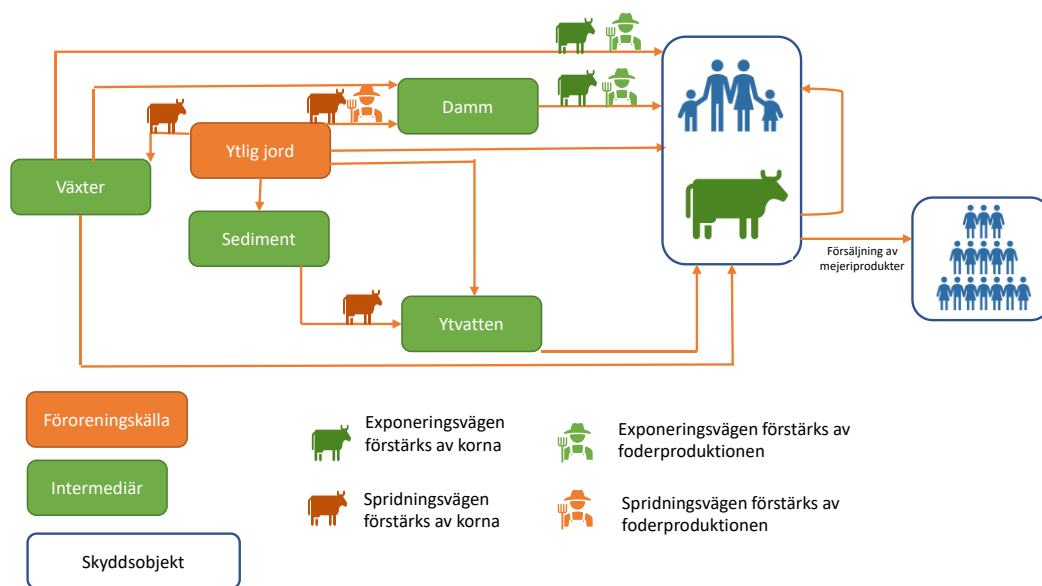 Damm
Ytlig jord
Växter
Sediment
Försäljning av
mejeriprodukter
Ytvatten
Föroreningskälla
Intermediär
Skyddsobjekt
Exponeringsvägen
förstärks av korna
Spridningsvägen
förstärks av korna
Exponeringsvägen förstärks av
foderproduktionen
Spridningsvägen förstärks av
foderproduktionen